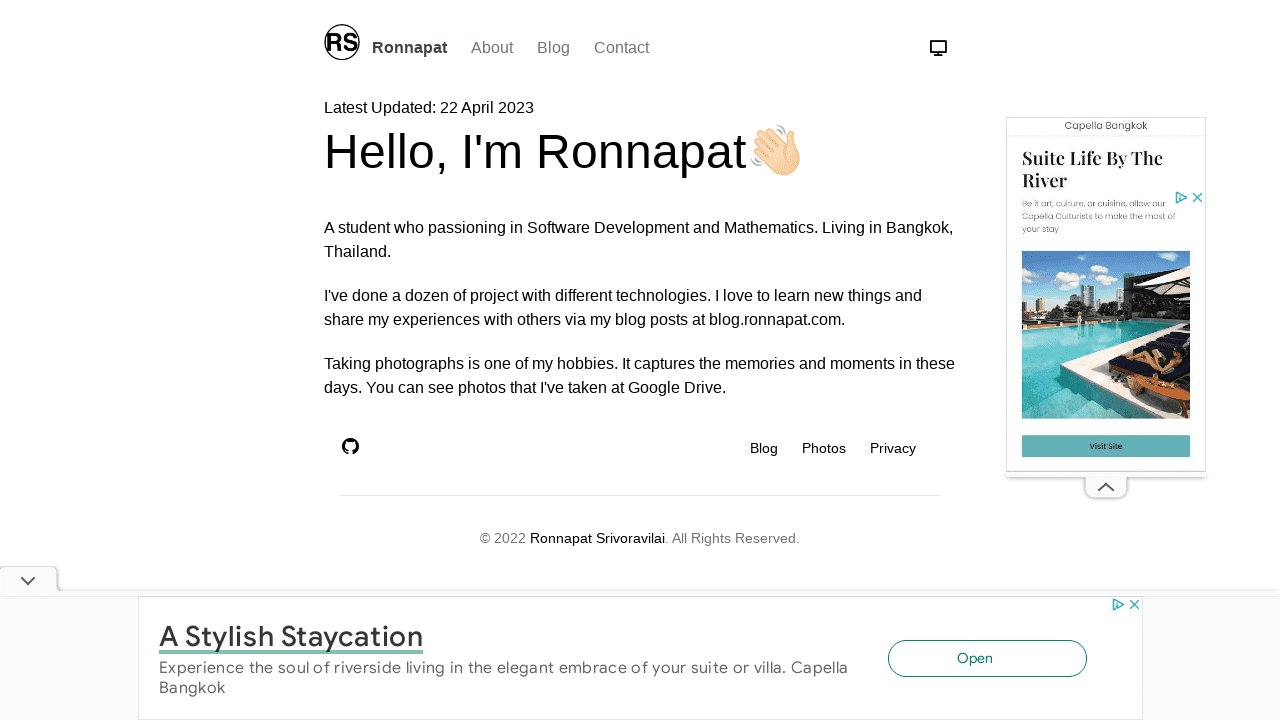 RS
Ronnapat About Blog Contact
Latest Updated: 22 April 2023
Hello, I'm Ronnapat
A student who passioning in Software Development and Mathematics. Living in Bangkok,
Thailand.
I've done a dozen of project with different technologies. I love to learn new things and
share my experiences with others via my blog posts at blog.ronnapat.com.
Taking photographs is one of my hobbies. It captures the memories and moments in these
days. You can see photos that I've taken at Google Drive.
Blog Photos Privacy
© 2022 Ronnapat Srivoravilai. All Rights Reserved.
Capella Bangkok
Suite Life By The
River
Be it art, culture, or cuisine, allow our
Capella Culturists to make the most of
your stay
Visit Site
A Stylish Staycation
Experience the soul of riverside living in the elegant embrace of your suite or villa. Capella
Bangkok
Open